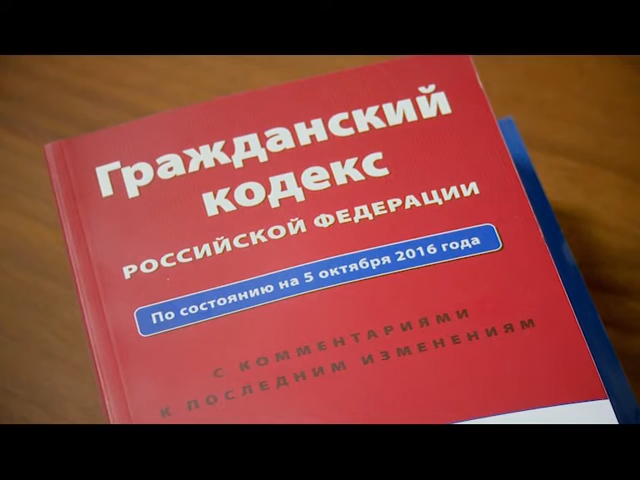 Гражданский
кодекс
РОССИЙСКОЙ ФЕДЕРАЦИИ
По состоянию на 5 октября 2016 года
С КОММЕНТАРИЯМИ
К ПОСЛЕДНИМ ИЗМЕНЕНИЯМ